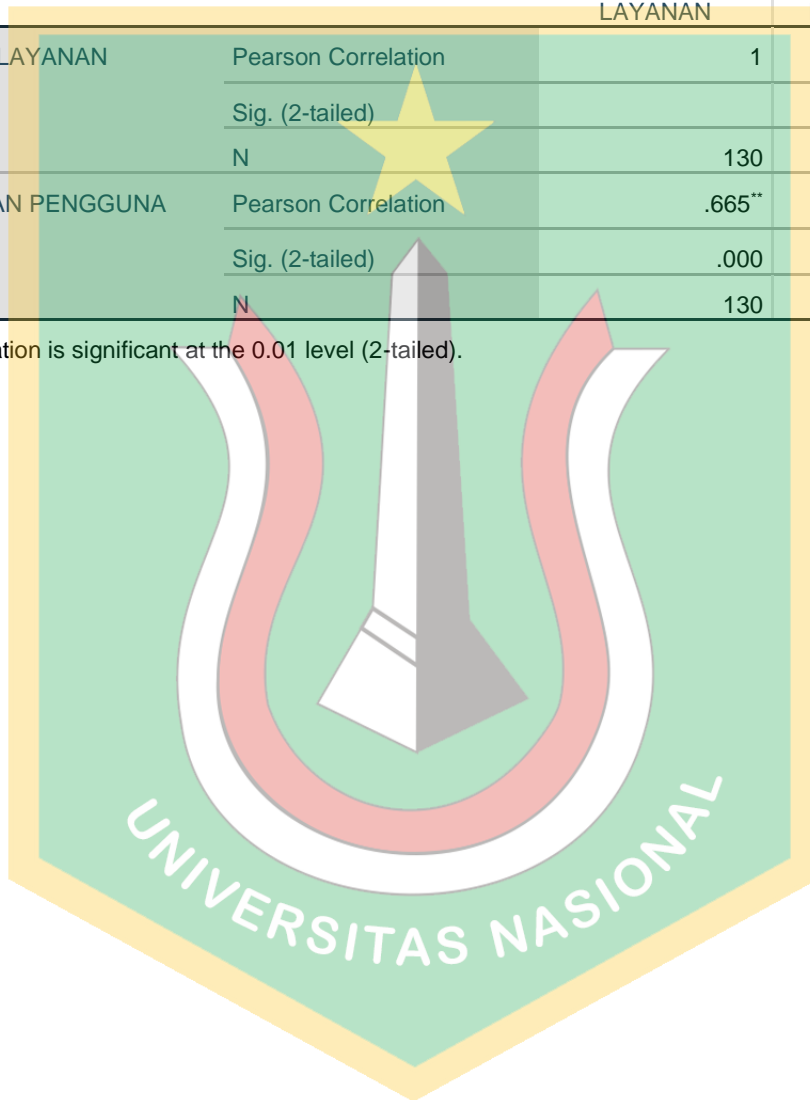 LAYANAN
LAYANAN Pearson Correlation 1
Sig. (2-tailed)
N 130
AN PENGGUNA Pearson Correlation .665**
Sig. (2-tailed) .000
N 130
ation is significant at the 0.01 level (2-tailed).
UNIVERSITAS NASIONAL